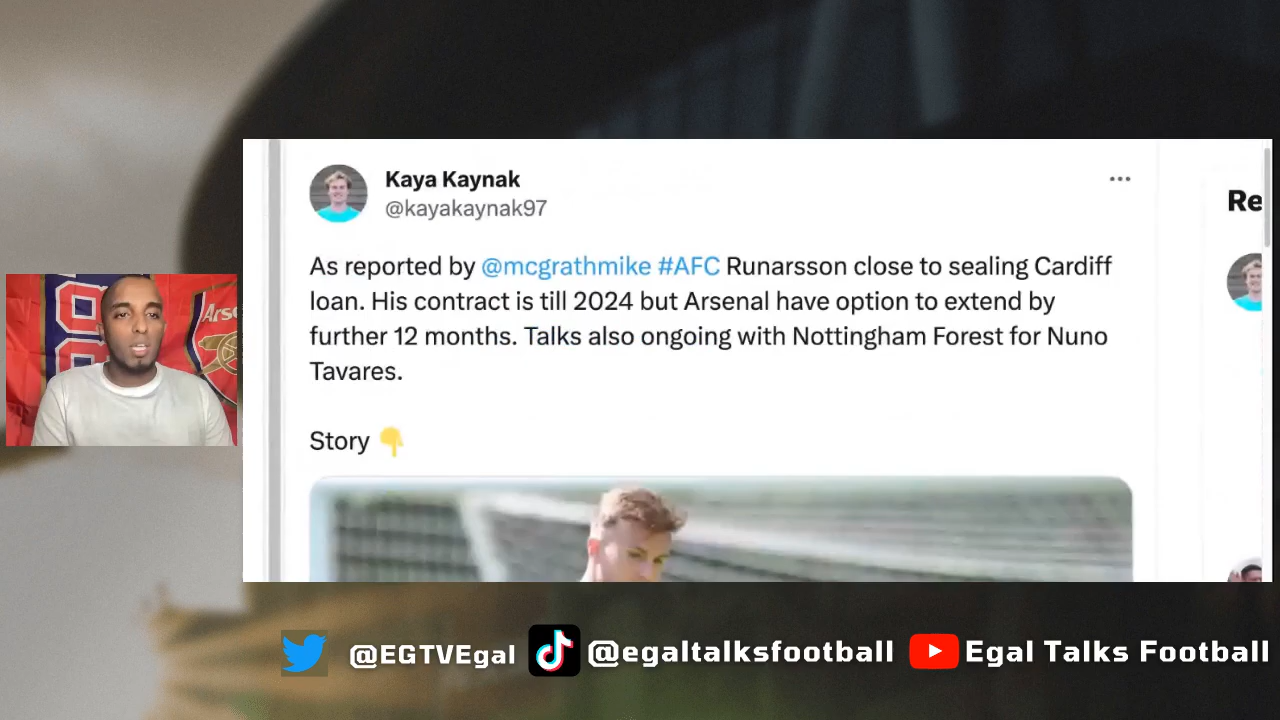 Kaya Kaynak
@kayakaynak97
Re
As reported by @mcgrathmike #AFC Runarsson close to sealing Cardiff
loan. His contract is till 2024 but Arsenal have option to extend by
further 12 months. Talks also ongoing with Nottingham Forest for Nuno
Tavares.
Story
Arse
@EGTVEgal
@egaltalksfootball
Egal Talks Football